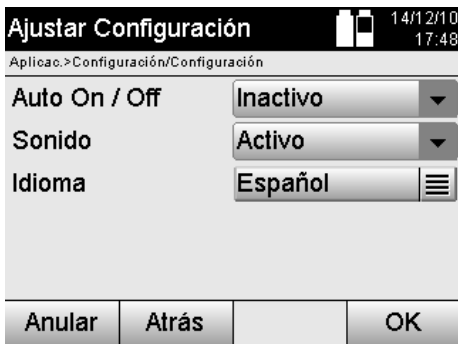 Ajustar Configuración
14/12/10
17:48
Aplicac.>Configuración/Configuración
Auto On / Off Inactivo
Sonido Activo
Idioma Español
Anular Atrás OK